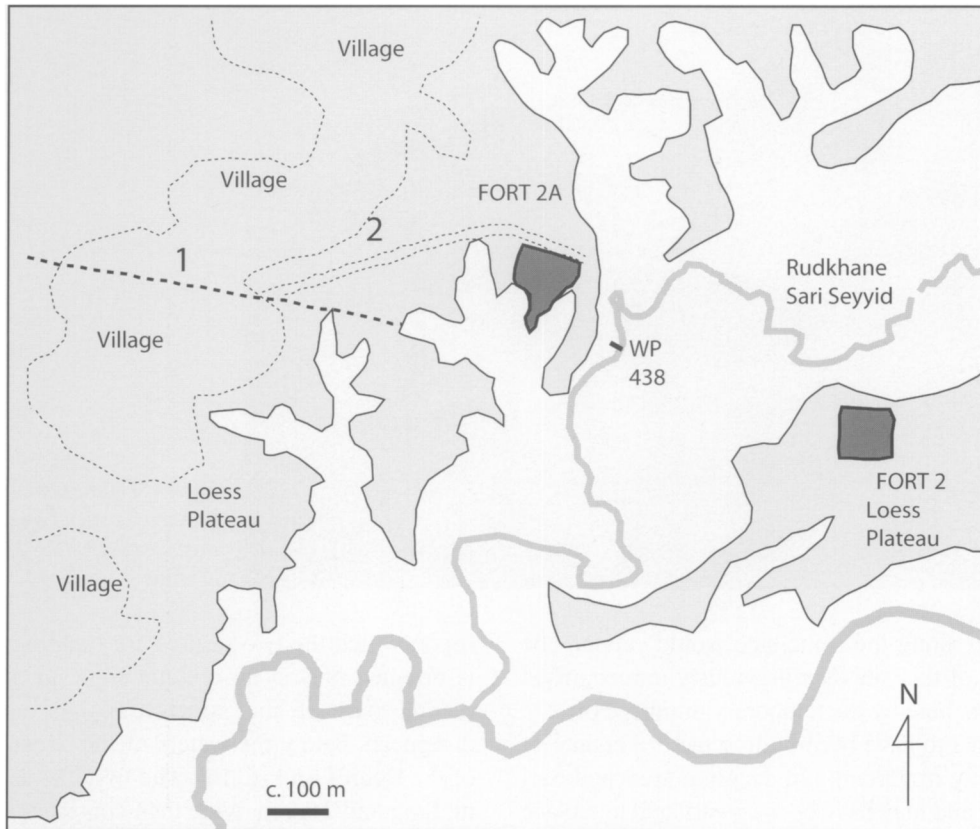 Village
Village
FORT 2A
2
1
Rudkhane
Sari Seyyid
Village
WP
438
FORT 2
Loess
Plateau
Loess
Plateau
Village
N
c.100 m